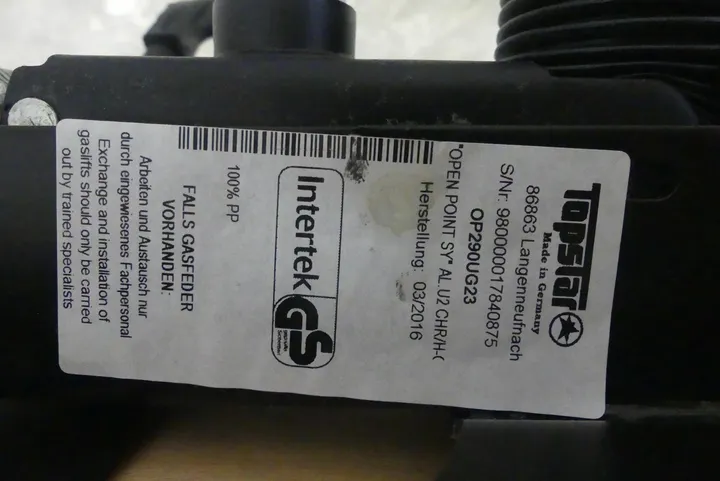 Topstar
Made in Germany
86863 Langenneufnach
S/Nr: 980000017840875
OP290UG23
"OPEN POINT SY" AL.U2 CHR/H-(
Herstellung: 03/2016
Intertek
GS
100% PP
FALLS GASFEDER
VORHANDEN:
Arbeiten und Austausch nur
durch eingewiesenes Fachpersonal
Exchange and installation of
gaslifts should only be carried
out by trained specialists